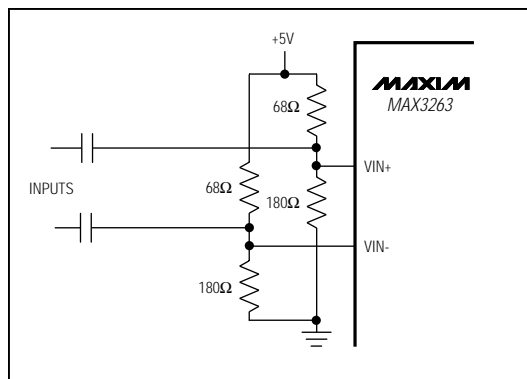 +5V
68Ω
MAXIM
MAX3263
INPUTS
68Ω
180Ω
VIN+
VIN-
180Ω